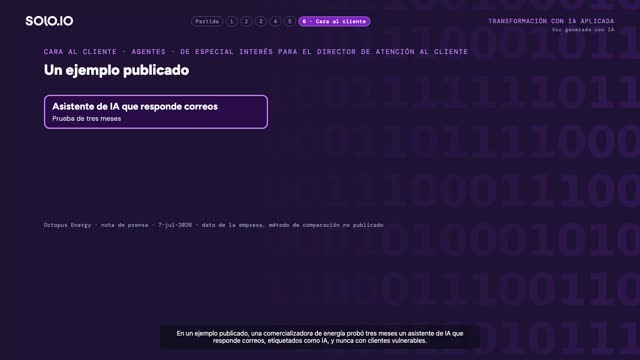 SOLO.IO
Partida 1 2 3 4 5 6 · Cara al cliente
TRANSFORMACIÓN CON IA APLICADA
Voz generada con IA
CARA AL CLIENTE · AGENTES · DE ESPECIAL INTERÉS PARA EL DIRECTOR DE ATENCIÓN AL CLIENTE
Un ejemplo publicado
Asistente de IA que responde correos
Prueba de tres meses
Octopus Energy · nota de prensa · 7-jul-2026 · dato de la empresa, método de comparación no publicado
En un ejemplo publicado, una comercializadora de energía probó tres meses un asistente de IA que
responde correos, etiquetados como IA, y nunca con clientes vulnerables.